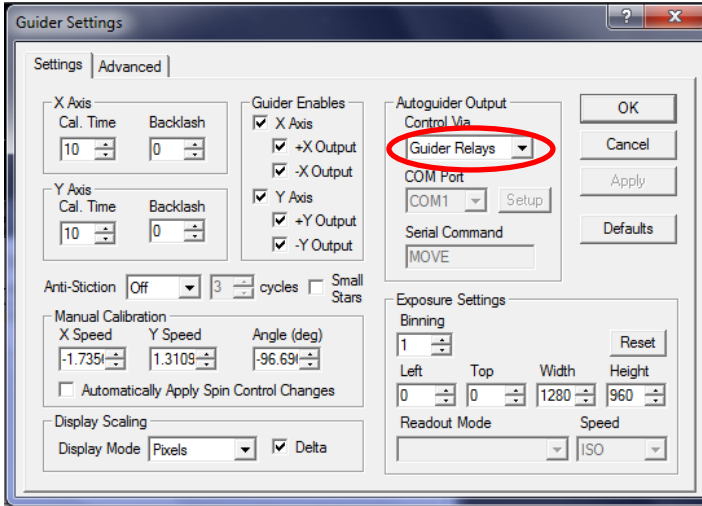 Guider Settings
Settings Advanced
X Axis
Cal. Time Backlash
10 0
Y Axis
Cal. Time Backlash
10 0
Guider Enables
X Axis
+X Output
-X Output
Y Axis
+Y Output
-Y Output
Autoguider Output
Control Via
Guider Relays
COM Port
COM1 Setup
Serial Command
MOVE
OK
Cancel
Apply
Defaults
Anti-Stiction Off 3 cycles Small Stars
Manual Calibration
X Speed Y Speed Angle (deg)
-1.735 1.3109 -96.69
Automatically Apply Spin Control Changes
Display Scaling
Display Mode Pixels Delta
Exposure Settings
Binning
1 Reset
Left Top Width Height
0 0 1280 960
Readout Mode Speed
ISO